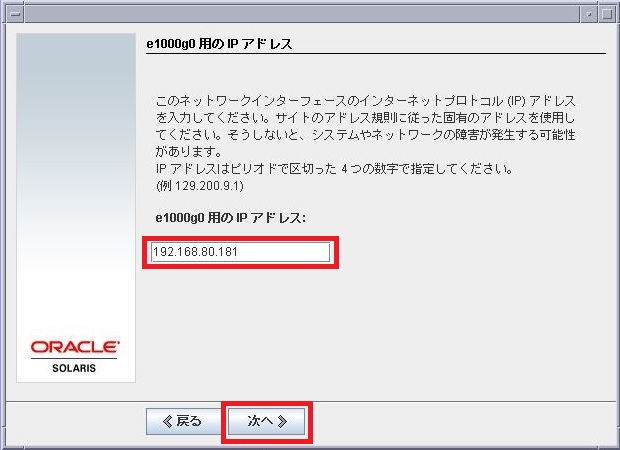 e1000g0 用の IP アドレス
このネットワークインターフェースのインターネットプロトコル (IP) アドレス
を入力してください。サイトのアドレス規則に従った固有のアドレスを使用し
てください。そうしないと、システムやネットワークの障害が発生する可能性
があります。
IP アドレスはピリオドで区切った 4 つの数字で指定してください。
(例 129.200.9.1)
e1000g0 用の IP アドレス:
192.168.80.181
ORACLE
SOLARIS
戻る
次へ